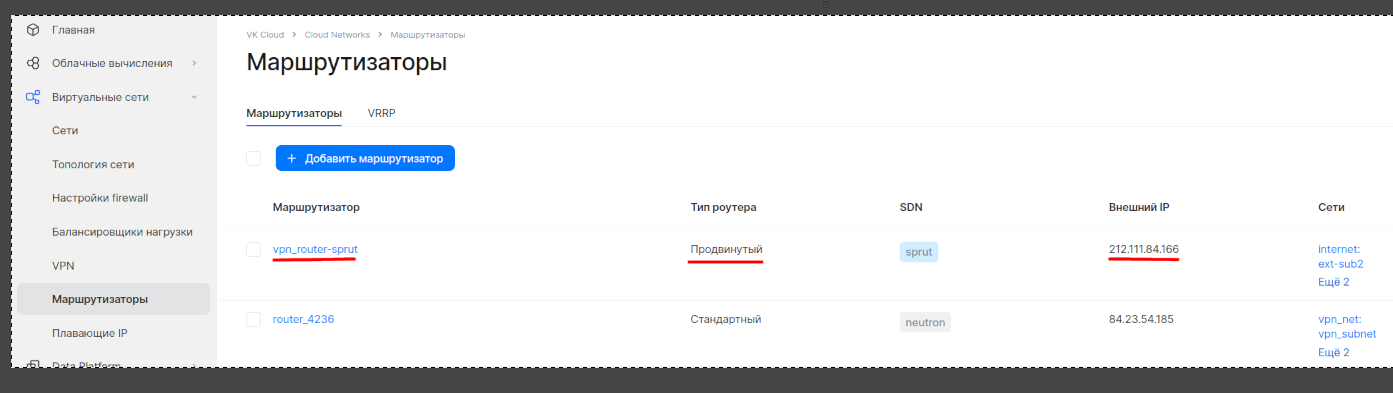 Главная
Облачные вычисления
Виртуальные сети
Сети
Топология сети
Настройки firewall
Балансировщики нагрузки
VPN
Маршрутизаторы
Плавающие IP
Data Platform
VK Cloud > Cloud Networks > Маршрутизаторы
Маршрутизаторы
Маршрутизаторы VRRP
+ Добавить маршрутизатор
Маршрутизатор Тип роутера SDN Внешний IP Сети
vpn_router-sprut Продвинутый sprut 212.111.84.166 internet:
ext-sub2
Ещё 2
router_4236 Стандартный neutron 84.23.54.185 vpn_net:
vpn_subnet
Ещё 2